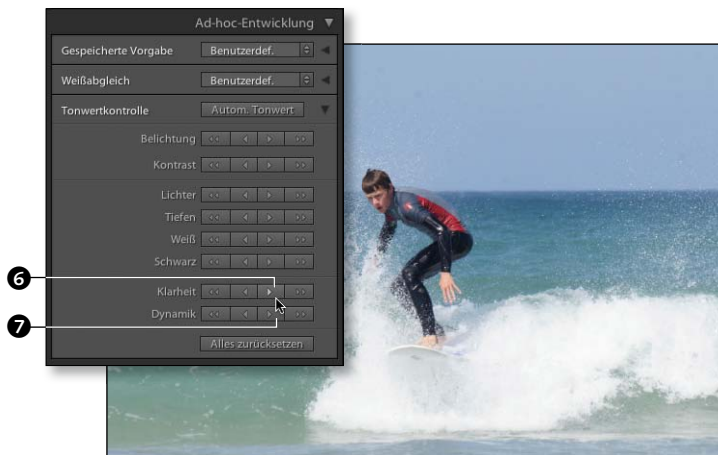 Ad-hoc-Entwicklung
Gespeicherte Vorgabe Benutzerdef.
Weißabgleich Benutzerdef.
Tonwertkontrolle Autom. Tonwert
Belichtung
Kontrast
Lichter
Tiefen
Weiß
Schwarz
6
Klarheit
7
Dynamik
Alles zurücksetzen